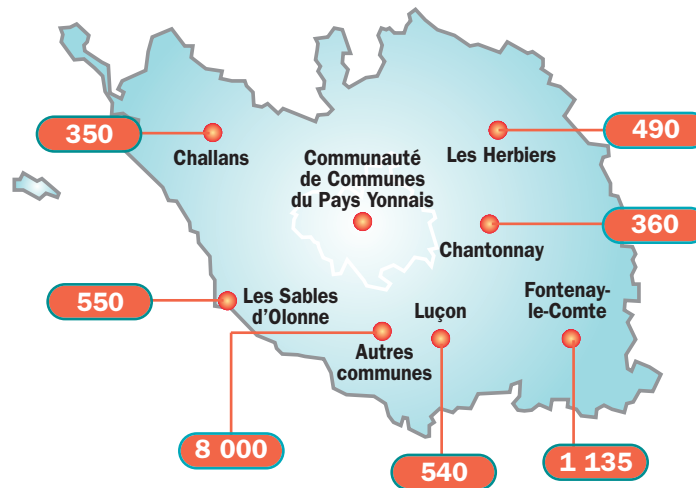 350
Challans
Communauté
de Communes
du Pays Yonnais
490
Les Herbiers
360
Chantonnay
550
Les Sables
d'Olonne
Fontenay-
le-Comte
Luçon
Autres
communes
8 000
540
1 135